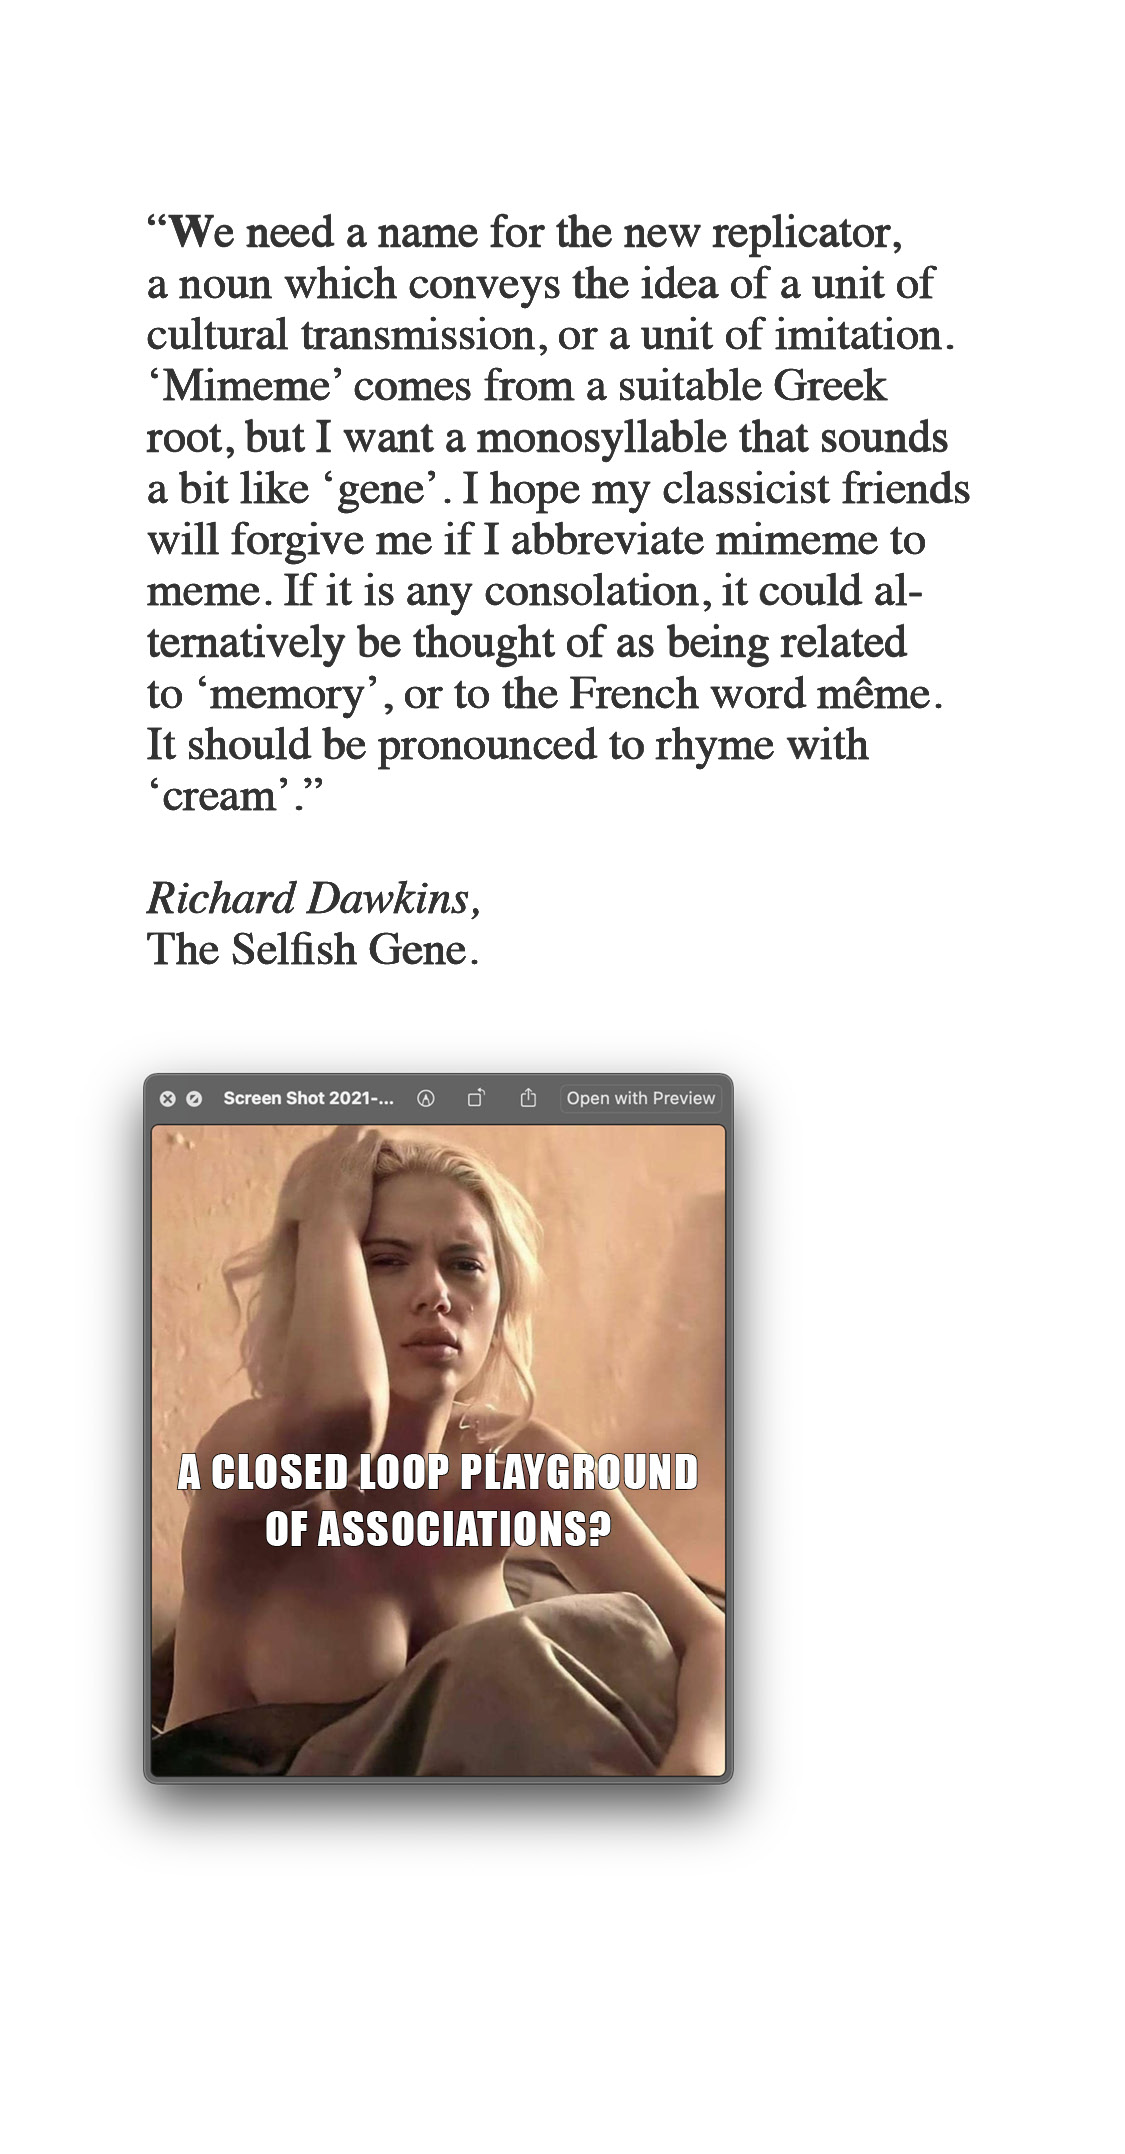 “We need a name for the new replicator,
a noun which conveys the idea of a unit of
cultural transmission, or a unit of imitation.
‘Mimeme’ comes from a suitable Greek
root, but I want a monosyllable that sounds
a bit like ‘gene’. I hope my classicist friends
will forgive me if I abbreviate mimeme to
meme. If it is any consolation, it could al-
ternatively be thought of as being related
to ‘memory’, or to the French word même.
It should be pronounced to rhyme with
‘cream’.”
Richard Dawkins,
The Selfish Gene.
Screen Shot 2021-... Open with Preview
A CLOSED LOOP PLAYGROUND
OF ASSOCIATIONS?